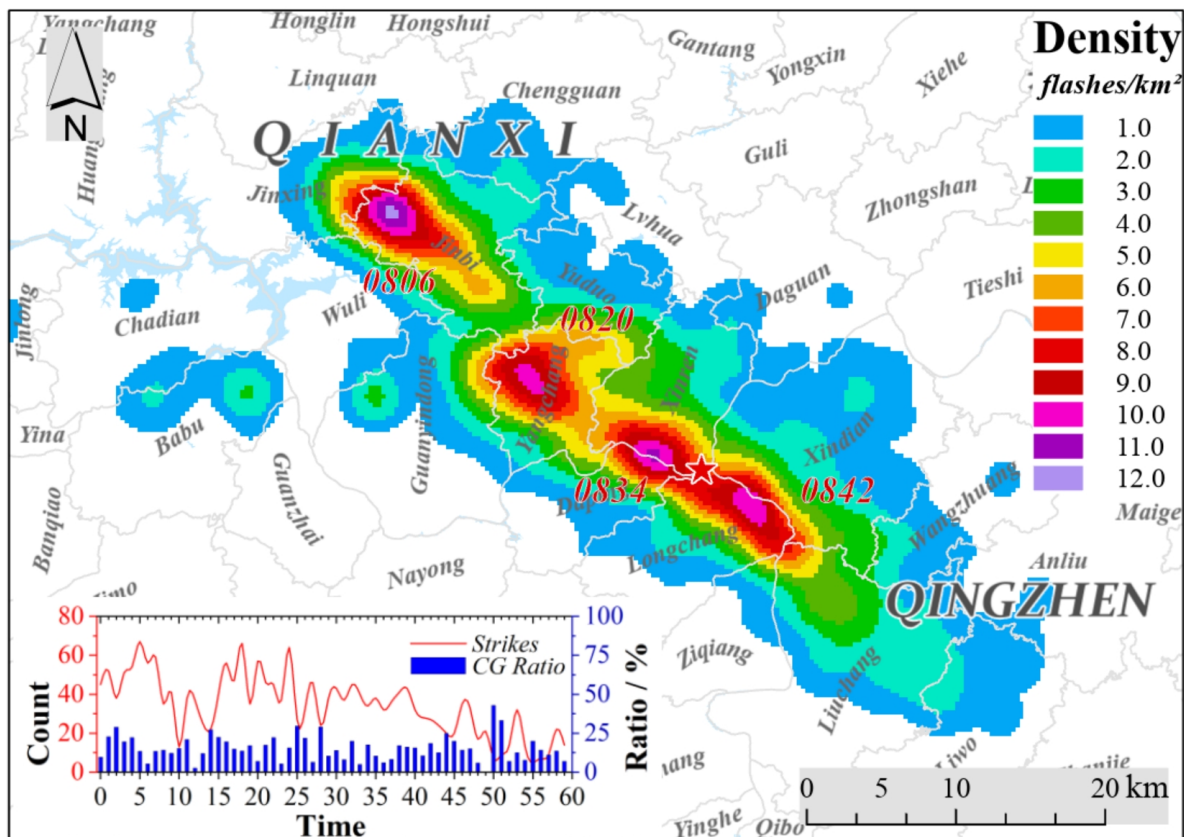 Yangchang
Honglin
Hongshui
Gantang
Yongxin
Xiehe
Density
flashes/km²
Linquan
Chengguan
N
Huang
QIANXI
Guli
Zhongshan
Jinxing
Lvhua
Jinbi
0806
Yuduo
Daguan
Tieshi
1.0
2.0
3.0
4.0
5.0
6.0
7.0
8.0
9.0
10.0
11.0
12.0
Jinlong
Chadian
Wuli
0820
Yangchang
Xinren
Guanyindong
Yina
Babu
Guanzhai
Xindian
0834
0842
Dap
Longchang
Wangzhuang
Maige
Banqiao
Nayong
Anliu
QINGZHEN
Ziqiang
Liuchang
Liwo
Yinghe
Qibo
80
60
40
20
0
Count
100
75
50
25
0
Ratio / %
Strikes
CG Ratio
0 5 10 15 20 25 30 35 40 45 50 55 60
Time
0 5 10 20 km